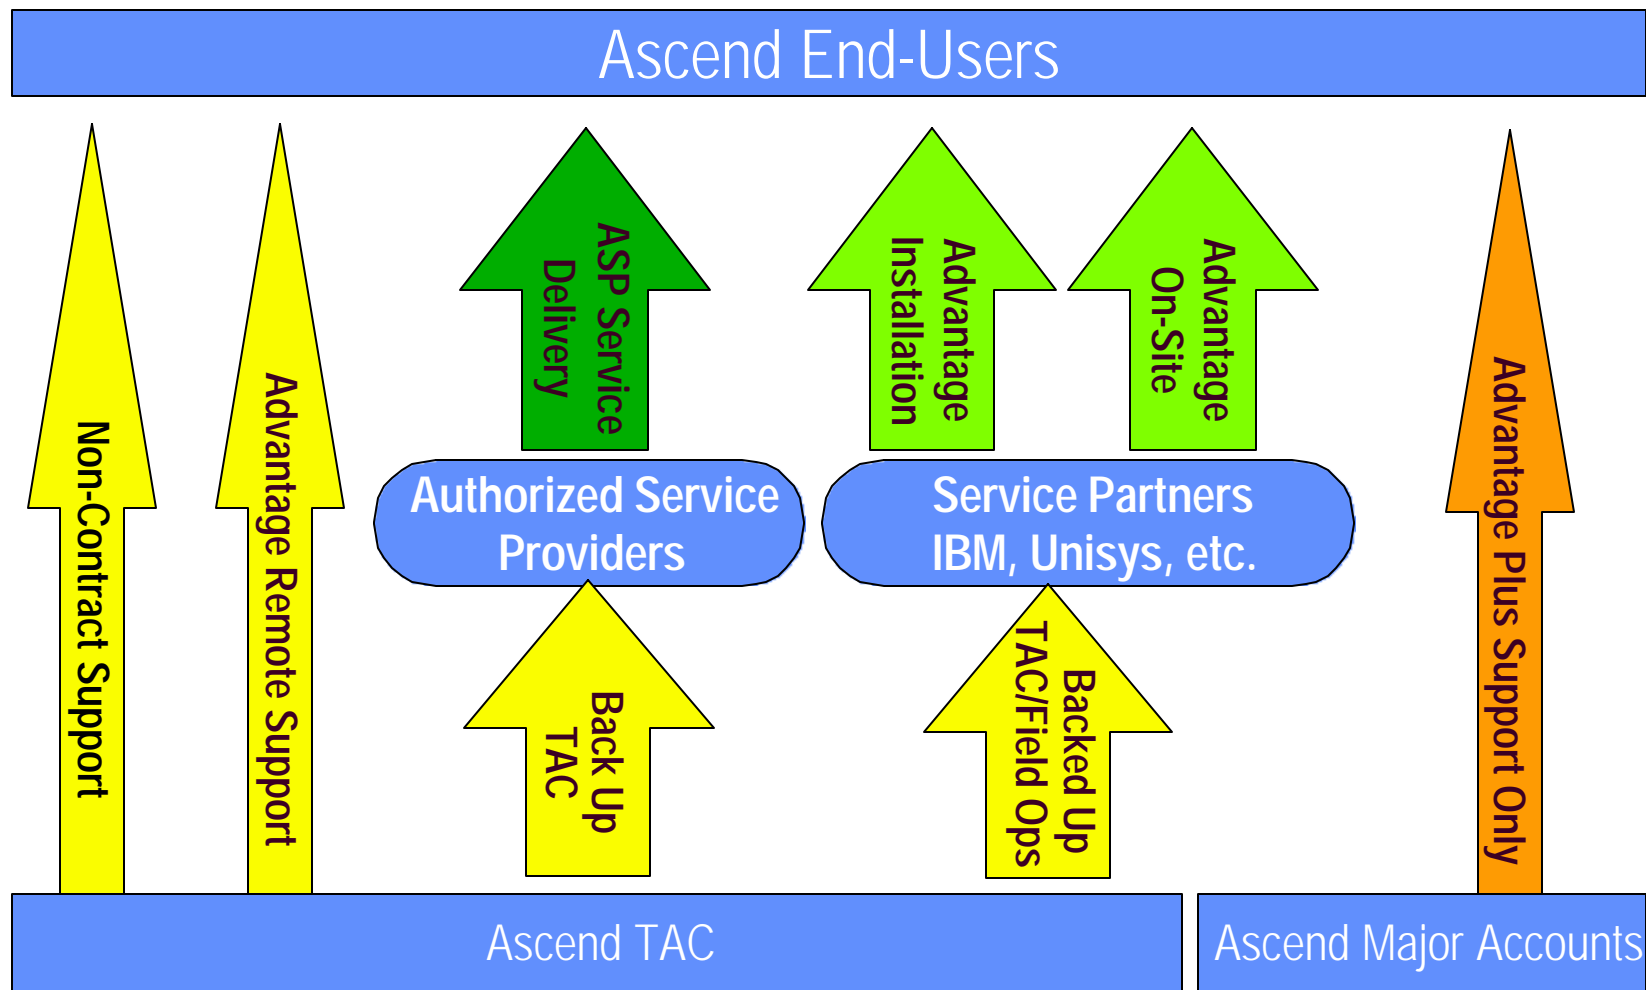 Ascend End-Users
Non-Contract Support
Advantage Remote Support
ASP Service
Delivery
Advantage
Installation
Advantage
On-Site
Advantage Plus Support Only
Authorized Service
Providers
Service Partners
IBM, Unisys, etc.
Back Up
TAC
Backed Up
TAC/Field Ops
Ascend TAC
Ascend Major Accounts